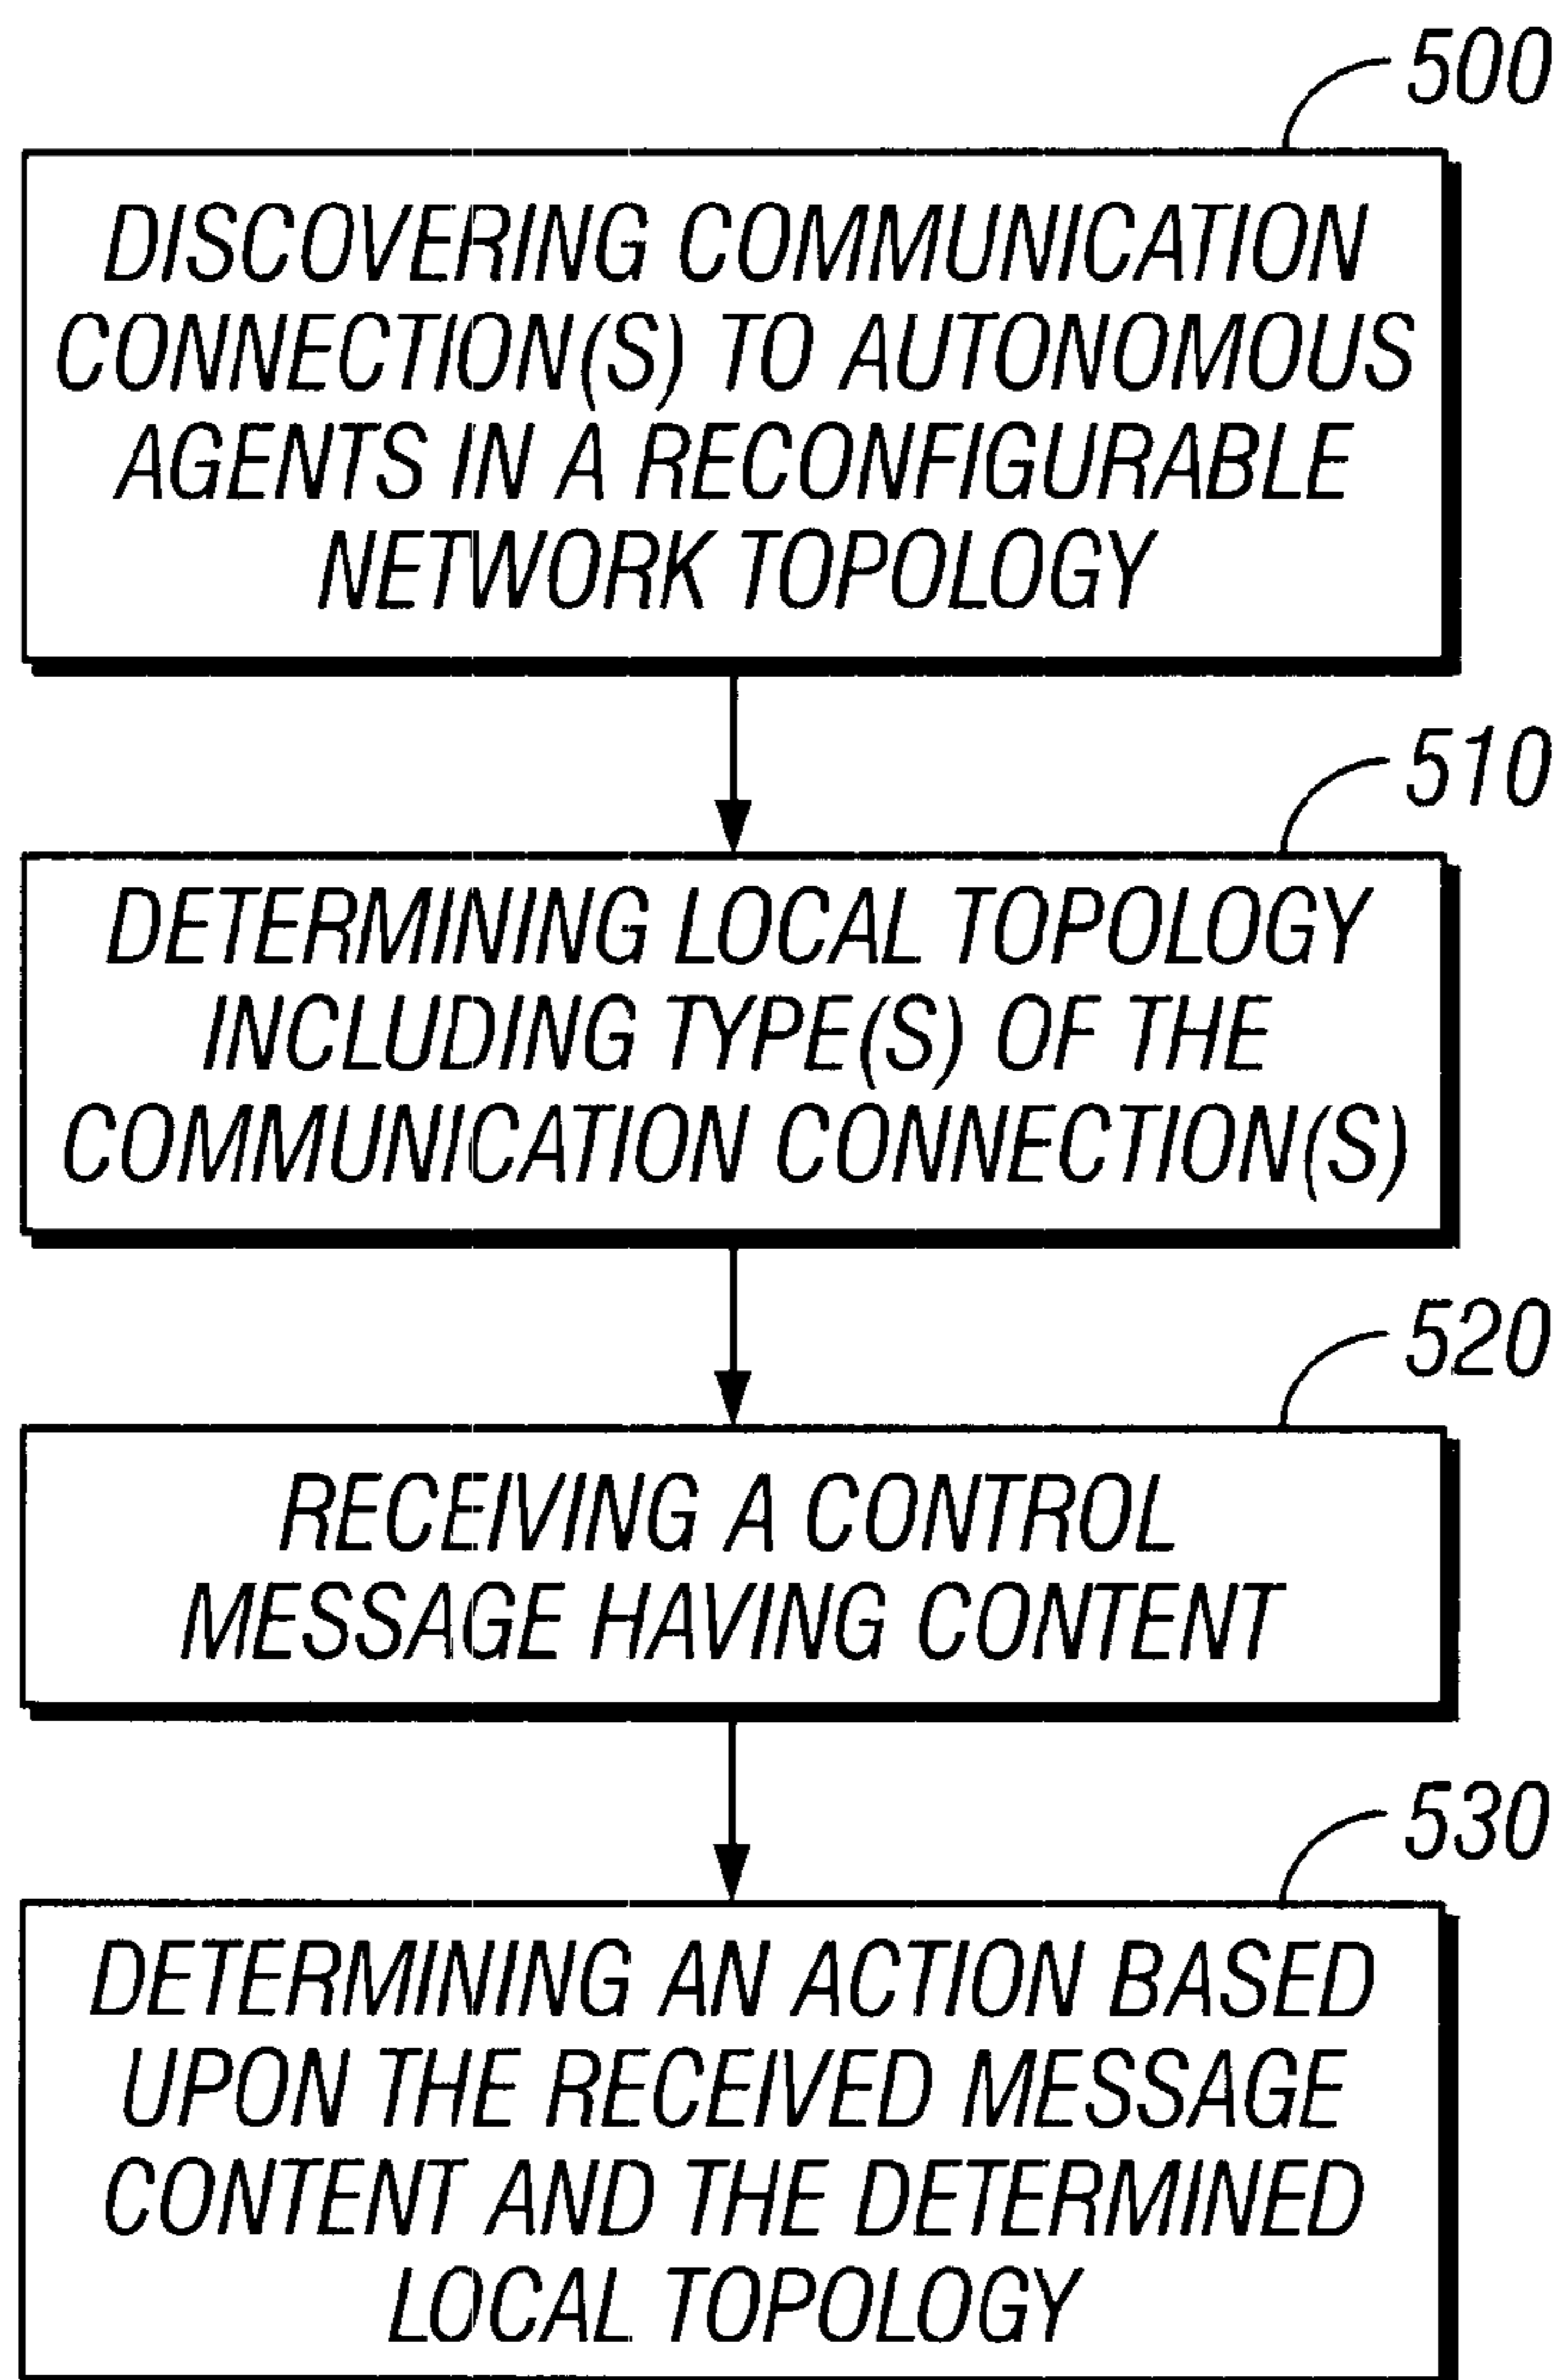 500
DISCOVERING COMMUNICATION
CONNECTION(S) TO AUTONOMOUS
AGENTS IN A RECONFIGURABLE
NETWORK TOPOLOGY
510
DETERMINING LOCAL TOPOLOGY
INCLUDING TYPE(S) OF THE
COMMUNICATION CONNECTION(S)
520
RECEIVING A CONTROL
MESSAGE HAVING CONTENT
530
DETERMINING AN ACTION BASED
UPON THE RECEIVED MESSAGE
CONTENT AND THE DETERMINED
LOCAL TOPOLOGY